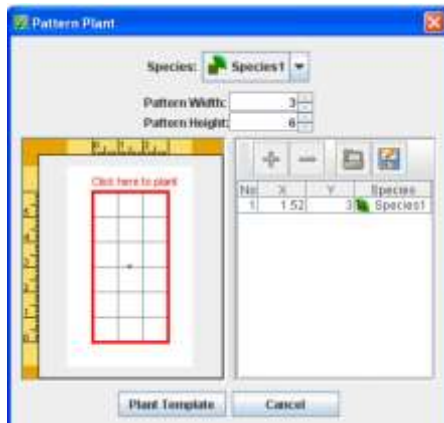 Pattern Plant
Species: Species1
Pattern Width: 3
Pattern Height: 6
Click here to plant
No X Y Species
1 1.52 3 Species1
Plant Template Cancel